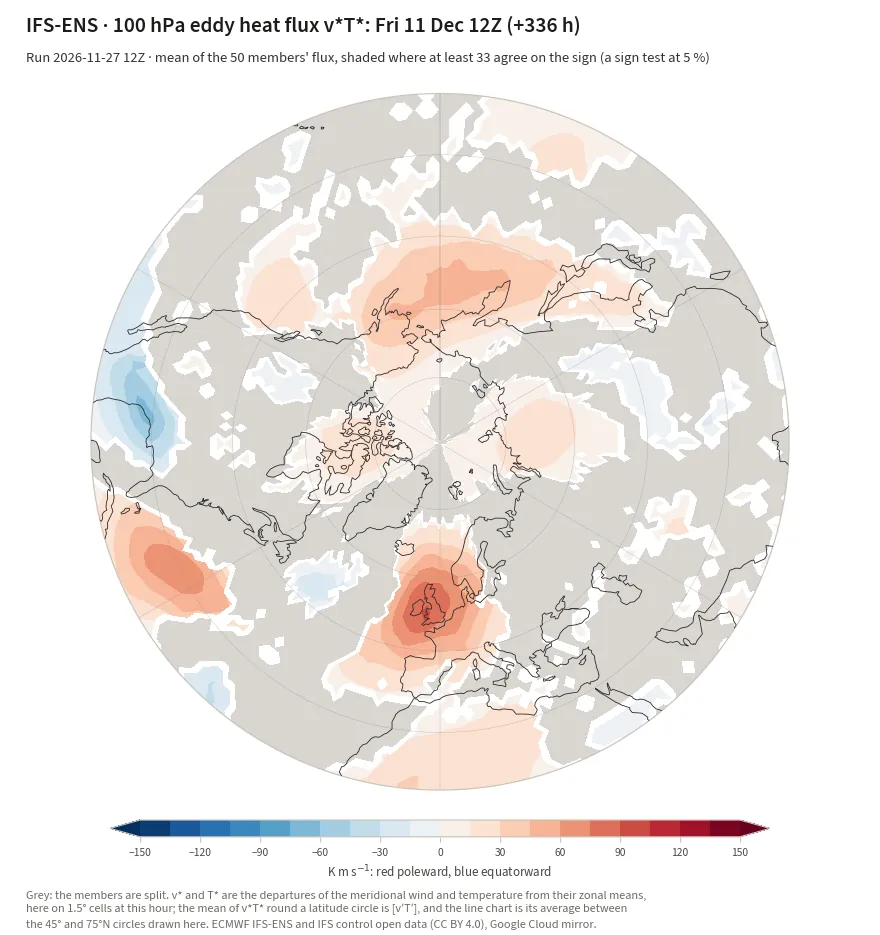 IFS-ENS · 100 hPa eddy heat flux v*T*: Fri 11 Dec 12Z (+336 h)
Run 2026-11-27 12Z · mean of the 50 members' flux, shaded where at least 33 agree on the sign (a sign test at 5 %)
−150 −120 −90 −60 −30 0 30 60 90 120 150
K m s⁻¹: red poleward, blue equatorward
Grey: the members are split. v* and T* are the departures of the meridional wind and temperature from their zonal means,
here on 1.5° cells at this hour; the mean of v*T* round a latitude circle is [v'T'], and the line chart is its average between
the 45° and 75°N circles drawn here. ECMWF IFS-ENS and IFS control open data (CC BY 4.0), Google Cloud mirror.